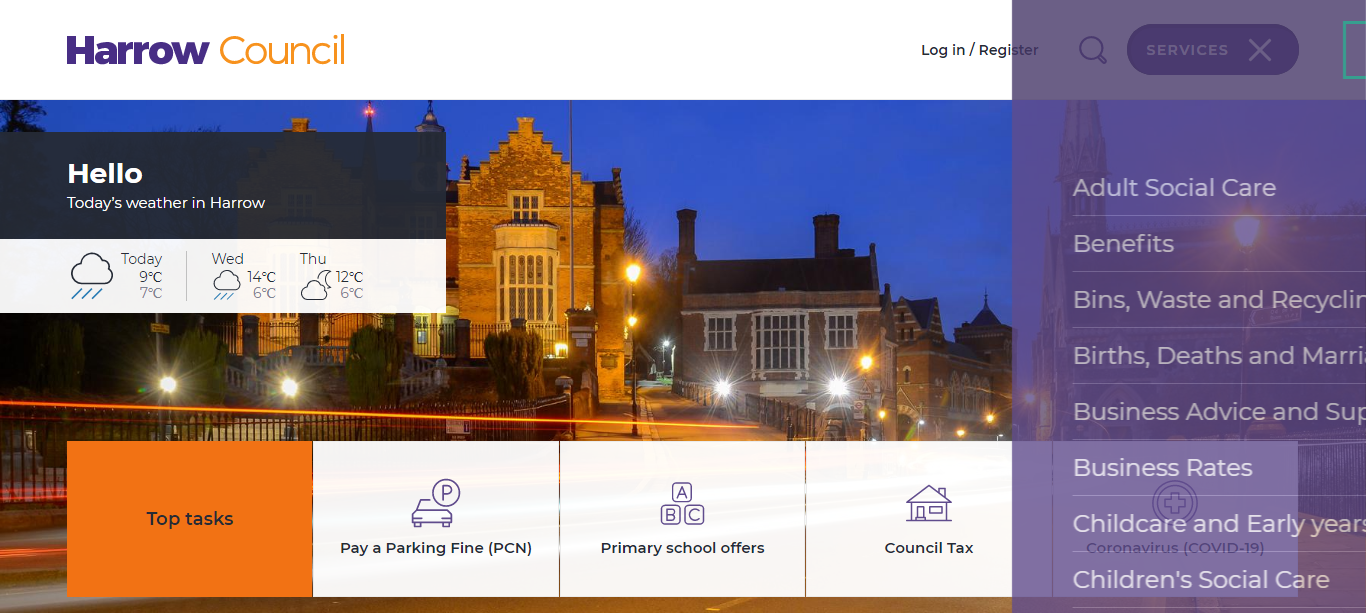 Harrow Council
Log in / Register
SERVICES
Hello
Today's weather in Harrow
Today
9°C
7°C
Wed
14°C
6°C
Thu
12°C
6°C
Adult Social Care
Benefits
Bins, Waste and Recyclin
Births, Deaths and Marria
Business Advice and Sup
Business Rates
Childcare and Early years
Children's Social Care
Top tasks
P
Pay a Parking Fine (PCN)
A
B C
Primary school offers
Council Tax
Coronavirus (COVID-19)